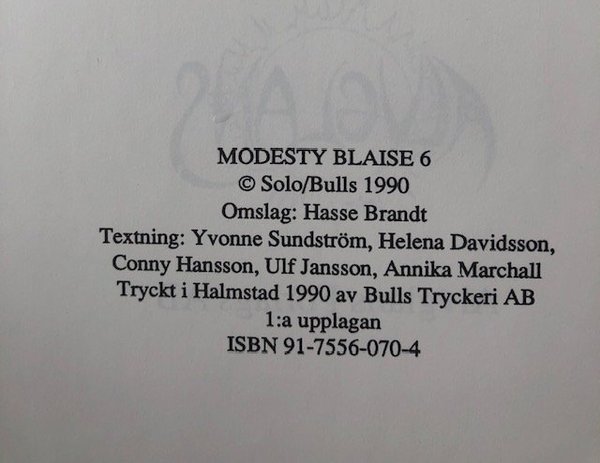 MODESTY BLAISE 6
© Solo/Bulls 1990
Omslag: Hasse Brandt
Textning: Yvonne Sundström, Helena Davidsson,
Conny Hansson, Ulf Jansson, Annika Marchall
Tryckt i Halmstad 1990 av Bulls Tryckeri AB
1:a upplagan
ISBN 91-7556-070-4